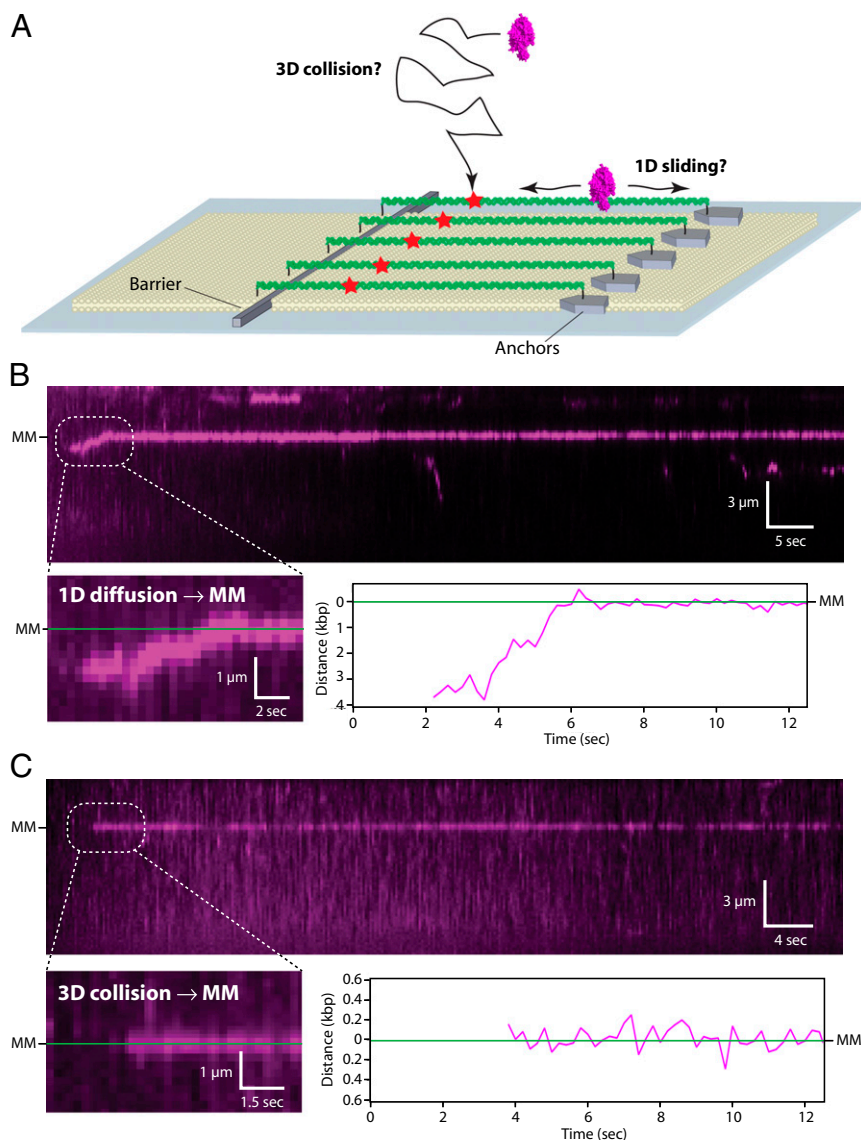 A
3D collision?
1D sliding?
Barrier
Anchors
B
MM
3 µm
5 sec
1D diffusion → MM
MM
1 µm
2 sec
Distance (kbp)
0
1
2
3
4
MM
0 2 4 6 8 10 12
Time (sec)
C
MM
3 µm
4 sec
3D collision → MM
MM
1 µm
1.5 sec
Distance (kbp)
0.6
0.4
0.2
0
0.2
0.4
0.6
MM
0 2 4 6 8 10 12
Time (sec)